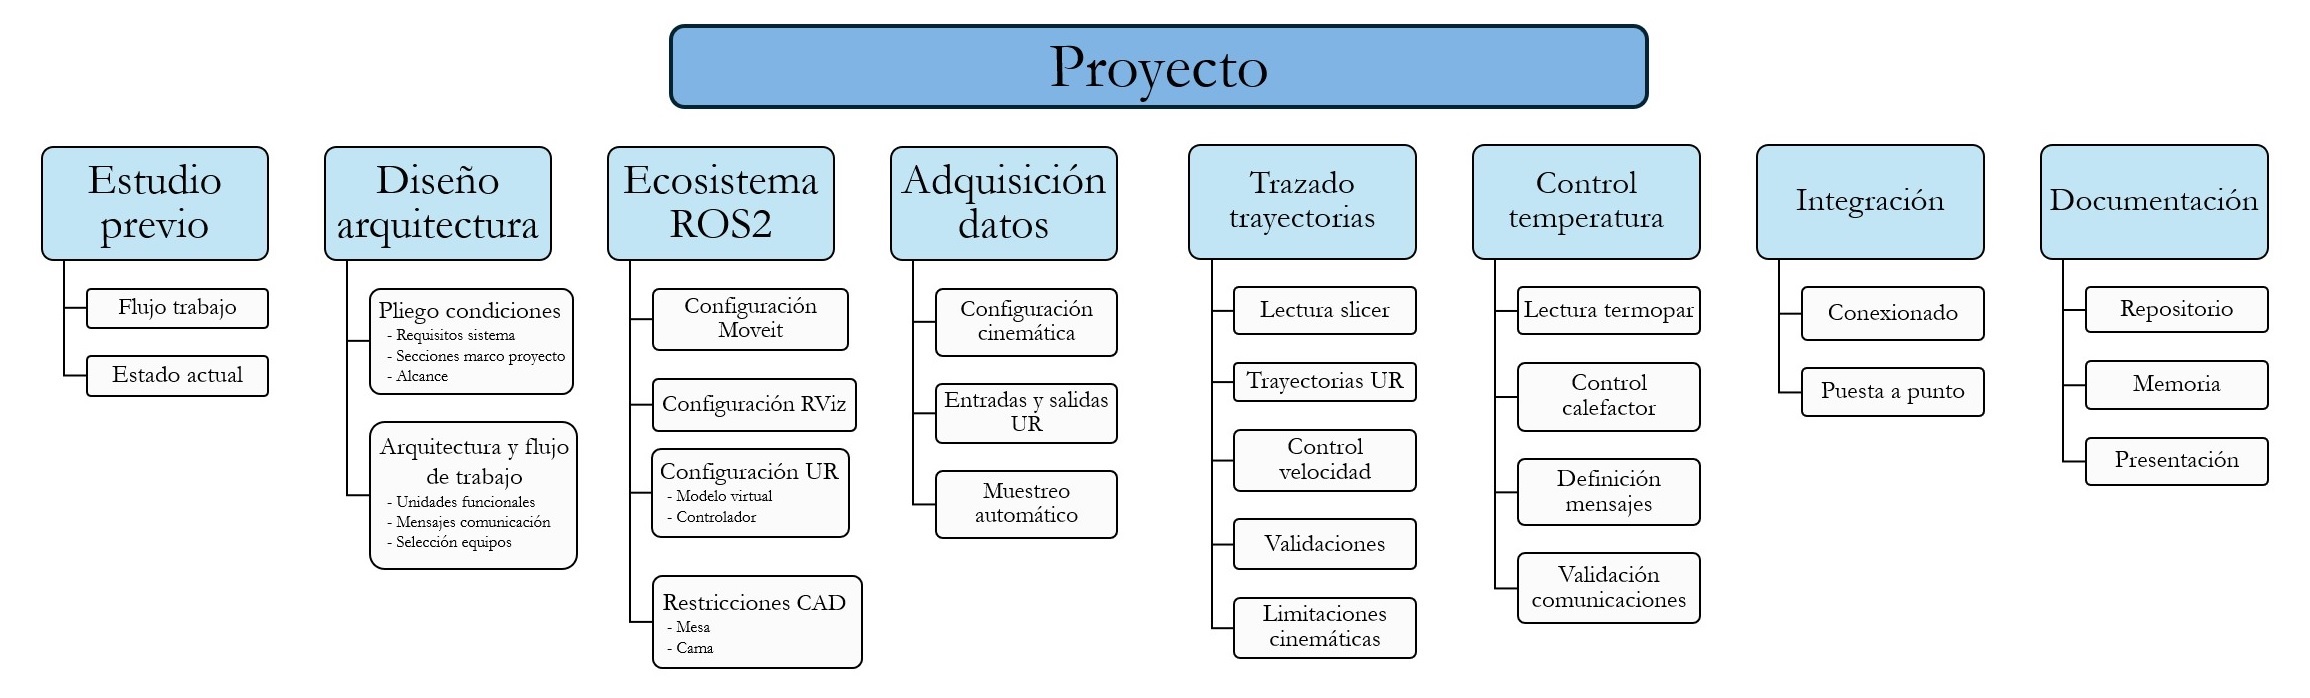 Proyecto
Estudio
previo
Flujo trabajo
Estado actual
Diseño
arquitectura
Pliego condiciones
- Requisitos sistema
- Secciones marco proyecto
- Alcance
Arquitectura y flujo
de trabajo
- Unidades funcionales
- Mensajes comunicación
- Selección equipos
Ecosistema
ROS2
Configuración
Moveit
Configuración RViz
Configuración UR
- Modelo virtual
- Controlador
Restricciones CAD
- Mesa
- Cama
Adquisición
datos
Configuración
cinemática
Entradas y salidas
UR
Muestreo
automático
Trazado
trayectorias
Lectura slicer
Trayectorias UR
Control
velocidad
Validaciones
Limitaciones
cinemáticas
Control
temperatura
Lectura termopar
Control
calefactor
Definición
mensajes
Validación
comunicaciones
Integración
Conexionado
Puesta a punto
Documentación
Repositorio
Memoria
Presentación